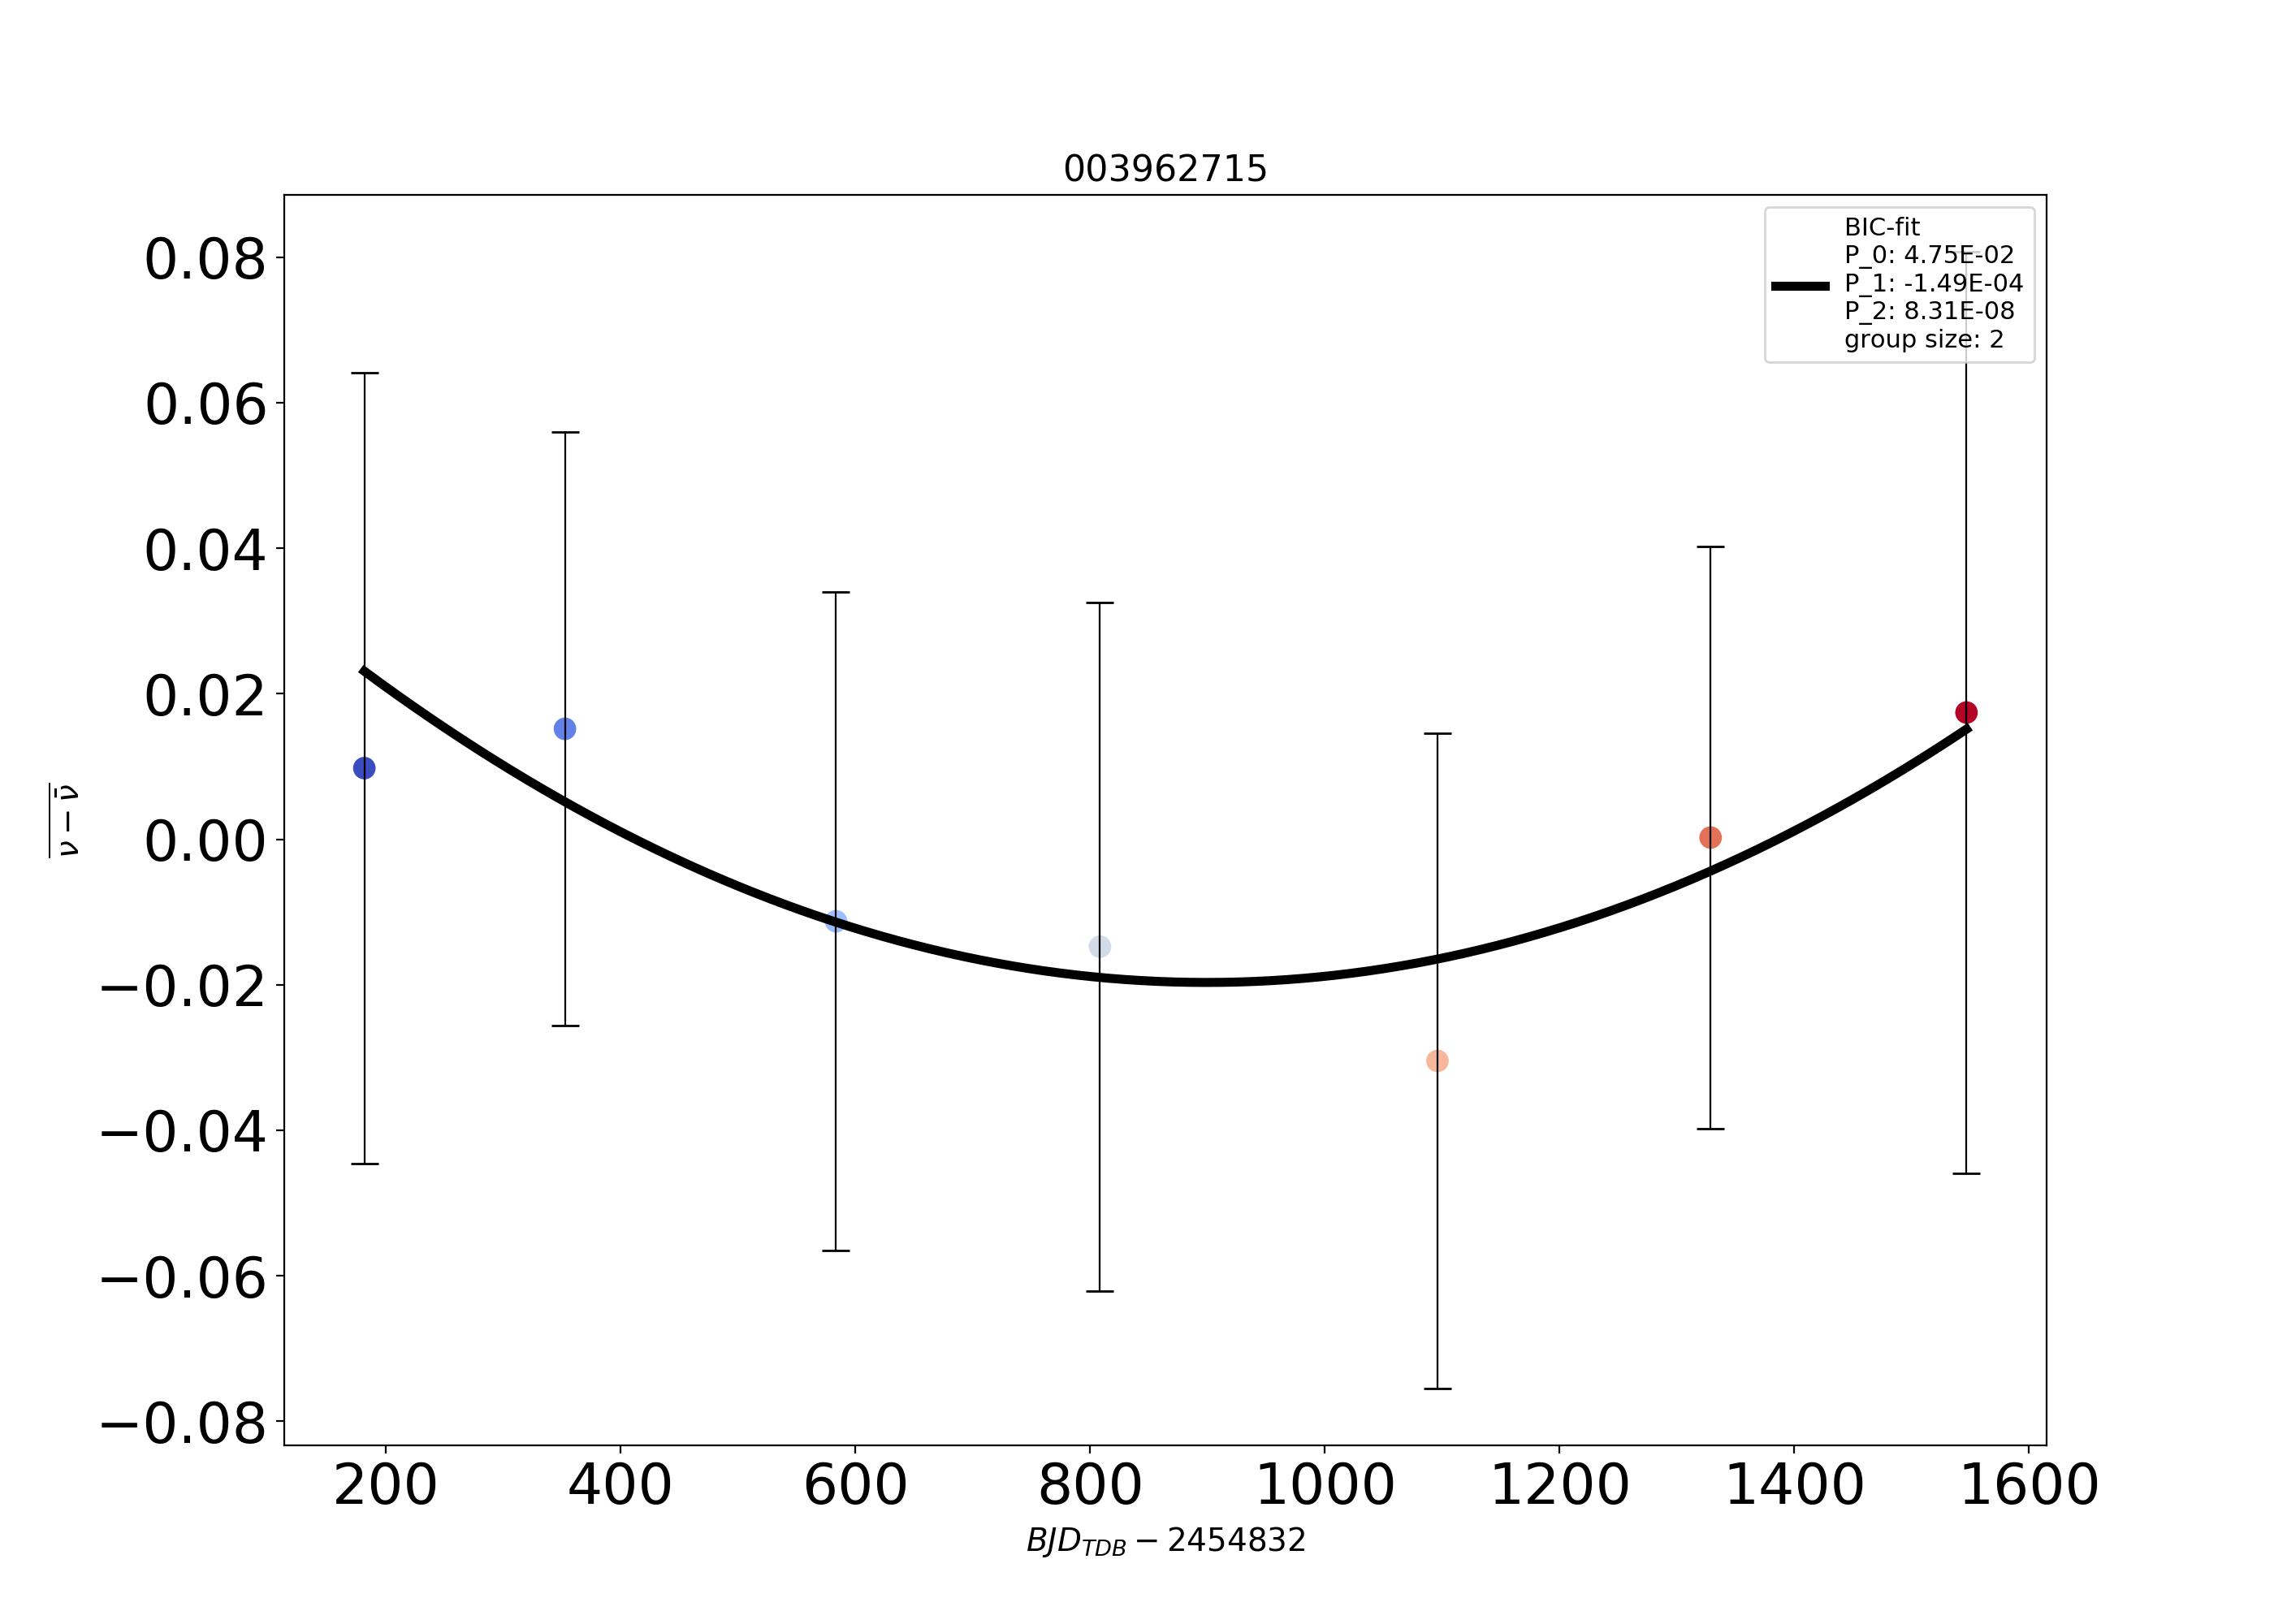 003962715
BIC-fit
P_0: 4.75E-02
P_1: -1.49E-04
P_2: 8.31E-08
group size: 2
0.08
0.06
0.04
0.02
0.00
−0.02
−0.04
−0.06
−0.08
ν − ν̄
200 400 600 800 1000 1200 1400 1600
BJD_TDB − 2454832